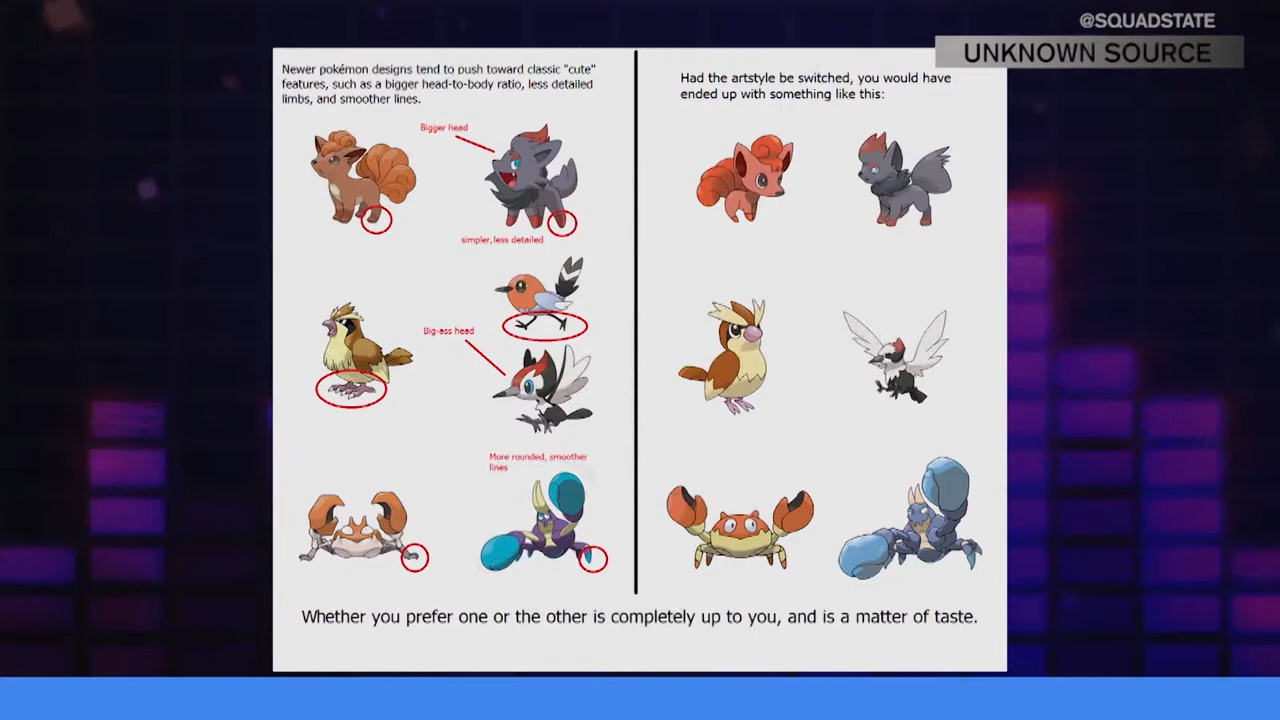 @SQUADSTATE
UNKNOWN SOURCE
Newer pokémon designs tend to push toward classic "cute"
features, such as a bigger head-to-body ratio, less detailed
limbs, and smoother lines.
Bigger head
simpler, less detailed
Big-ass head
More rounded, smoother
lines
Had the artstyle be switched, you would have
ended up with something like this:
Whether you prefer one or the other is completely up to you, and is a matter of taste.